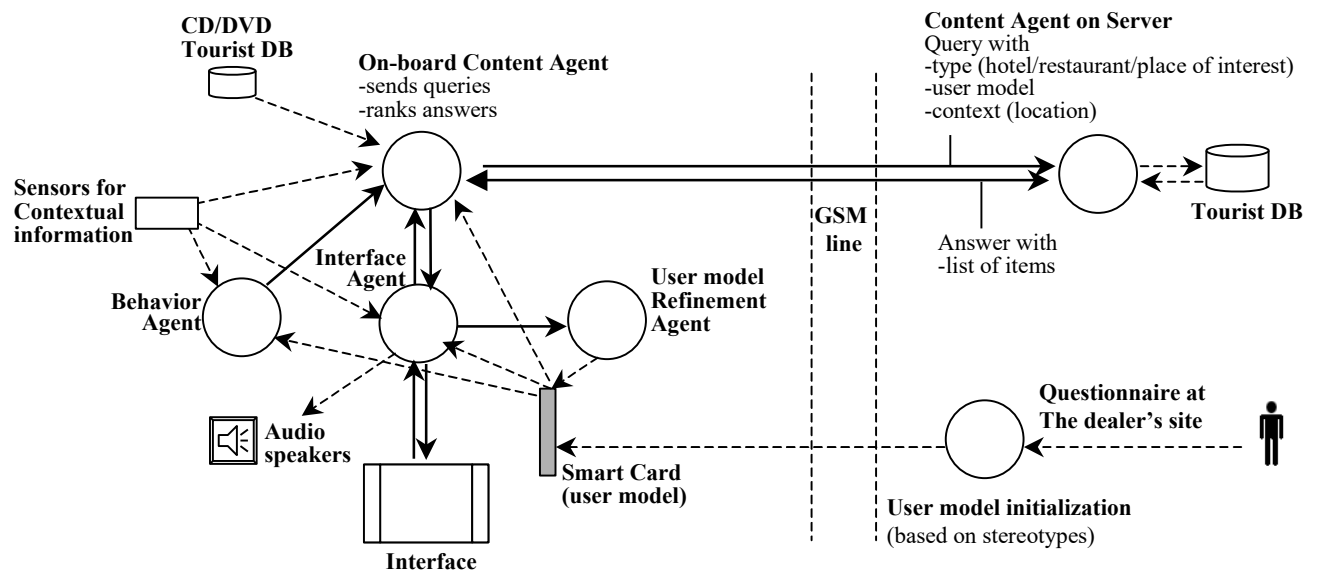 CD/DVD
Tourist DB
On-board Content Agent
-sends queries
-ranks answers
Content Agent on Server
Query with
-type (hotel/restaurant/place of interest)
-user model
-context (location)
Sensors for
Contextual
information
GSM
line
Tourist DB
Answer with
-list of items
Interface
Agent
Behavior
Agent
User model
Refinement
Agent
Audio
speakers
Smart Card
(user model)
Questionnaire at
The dealer’s site
User model initialization
(based on stereotypes)
Interface